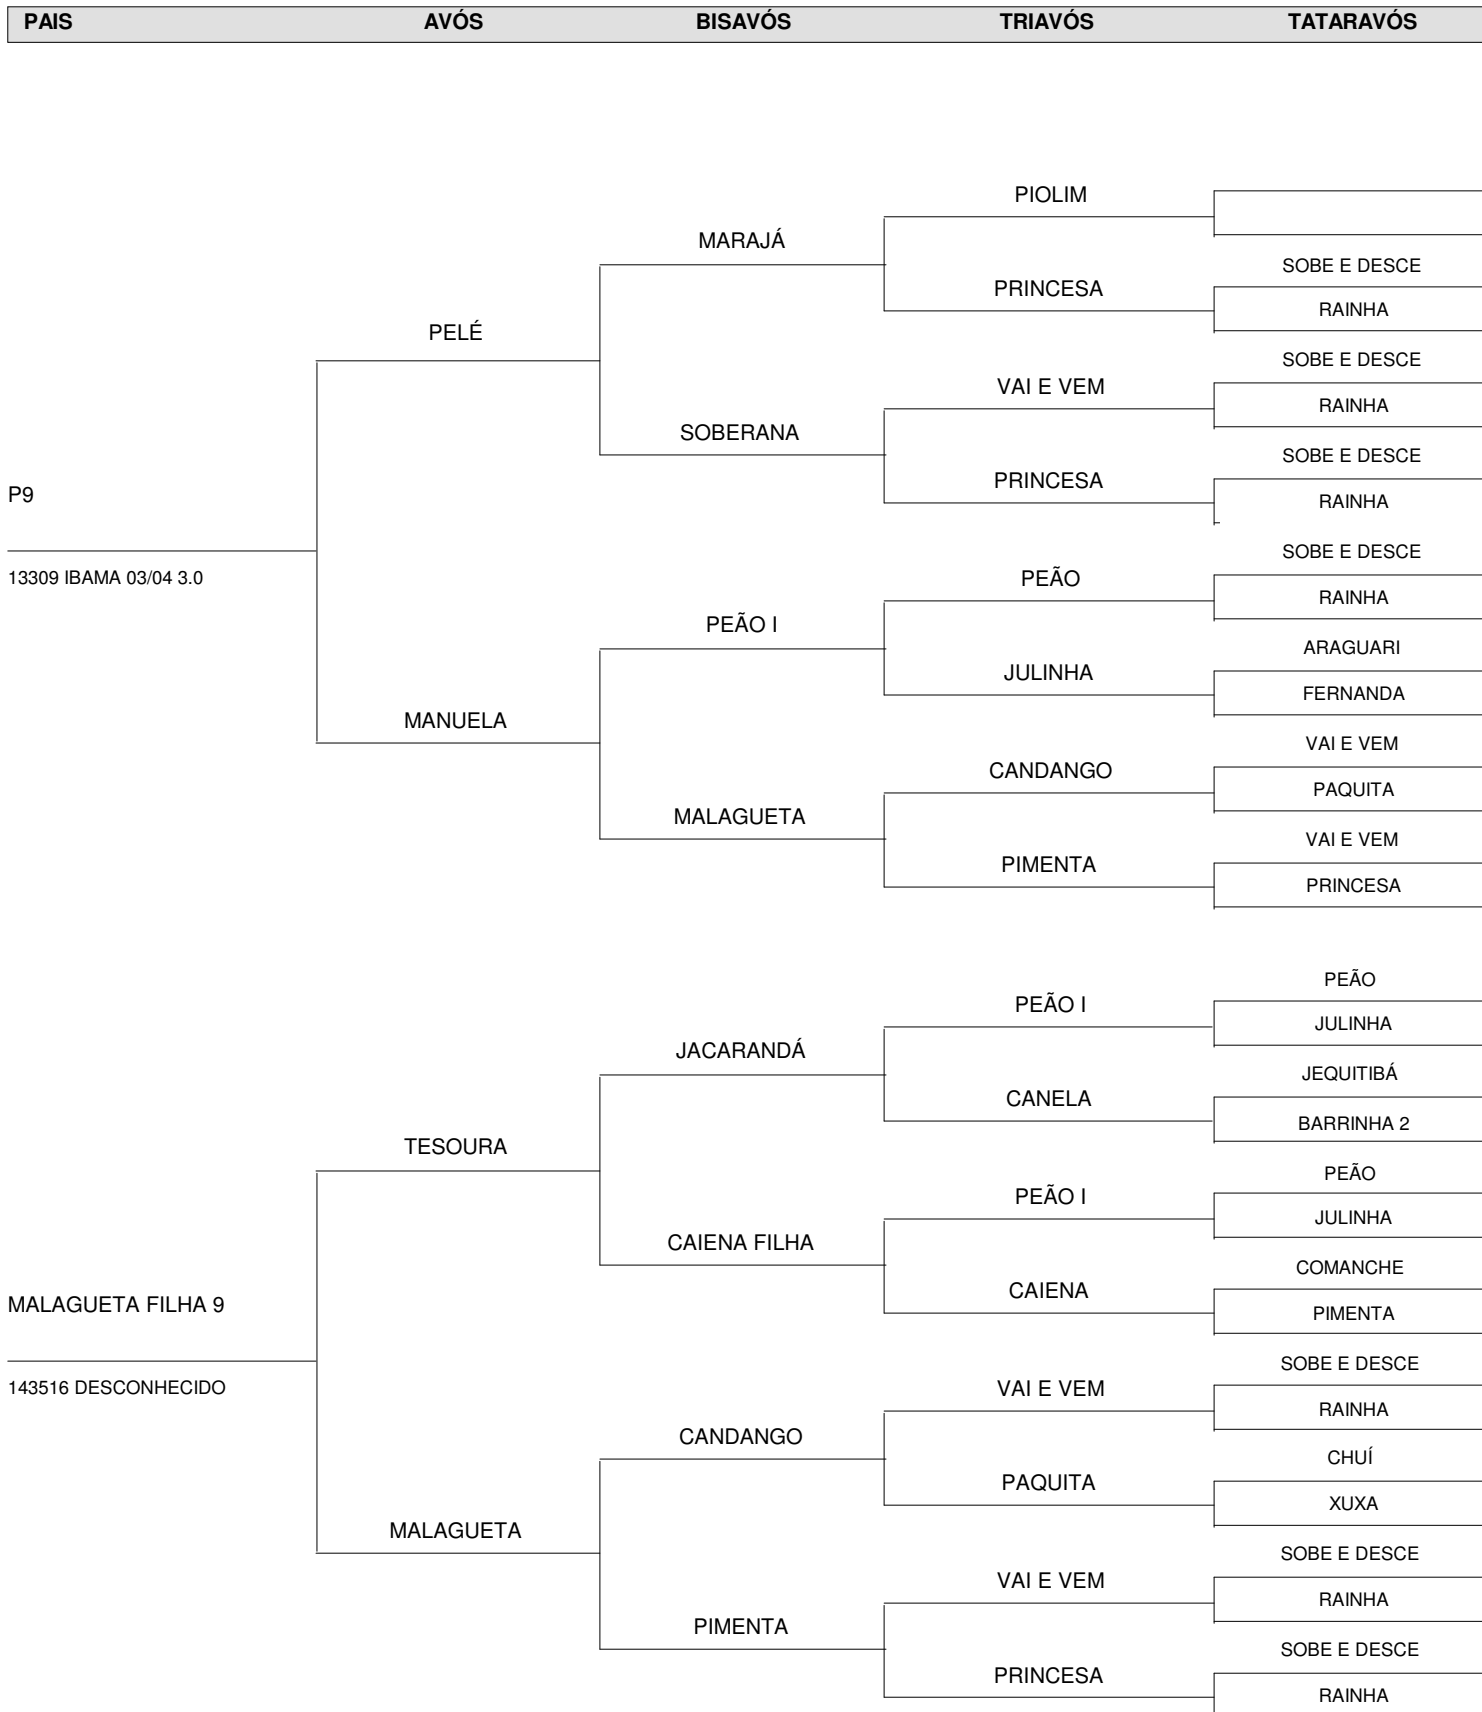 PAIS AVÓS BISAVÓS TRIAVÓS TATARAVÓS
PIOLIM
MARAJÁ
SOBE E DESCE
PRINCESA
RAINHA
PELÉ
SOBE E DESCE
VAI E VEM
RAINHA
SOBERANA
SOBE E DESCE
PRINCESA
P9
RAINHA
SOBE E DESCE
13309 IBAMA 03/04 3.0
PEÃO
RAINHA
PEÃO I
ARAGUARI
JULINHA
FERNANDA
MANUELA
VAI E VEM
CANDANGO
PAQUITA
MALAGUETA
VAI E VEM
PIMENTA
PRINCESA
PEÃO
PEÃO I
JULINHA
JACARANDÁ
JEQUITIBÁ
CANELA
BARRINHA 2
TESOURA
PEÃO
PEÃO I
JULINHA
CAIENA FILHA
COMANCHE
CAIENA
MALAGUETA FILHA 9
PIMENTA
SOBE E DESCE
143516 DESCONHECIDO
VAI E VEM
RAINHA
CANDANGO
CHUÍ
PAQUITA
XUXA
MALAGUETA
SOBE E DESCE
VAI E VEM
RAINHA
PIMENTA
SOBE E DESCE
PRINCESA
RAINHA